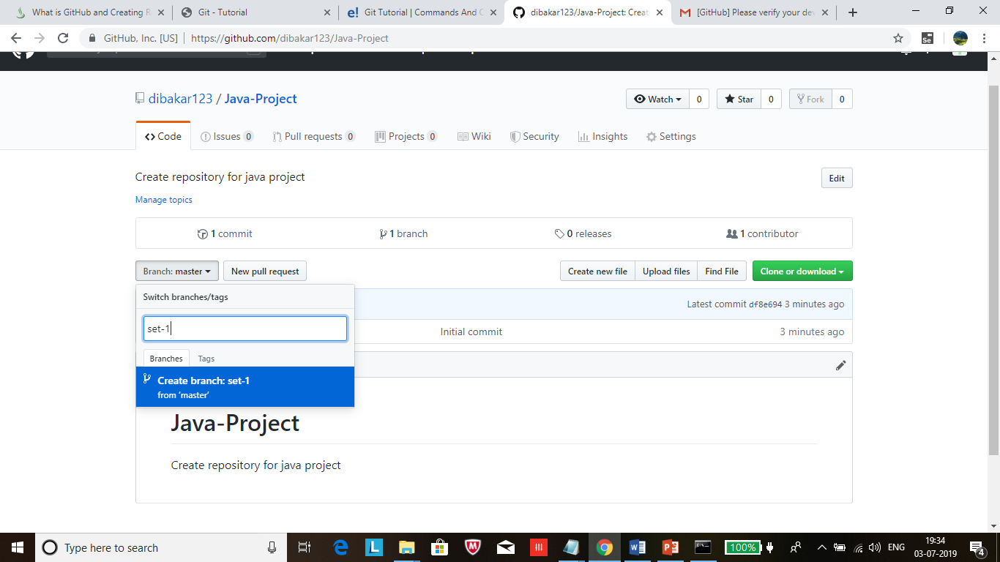 What is GitHub and Creating R
Git - Tutorial
e! Git Tutorial | Commands And O
dibakar123/Java-Project: Creat
[GitHub] Please verify your dev
GitHub, Inc. [US] | https://github.com/dibakar123/Java-Project
Se
dibakar123 / Java-Project
Watch 0 Star 0 Fork 0
Code Issues 0 Pull requests 0 Projects 0 Wiki Security Insights Settings
Create repository for java project
Edit
Manage topics
1 commit 1 branch 0 releases 1 contributor
Branch: master New pull request Create new file Upload files Find File Clone or download
Switch branches/tags
Latest commit df8e694 3 minutes ago
set-1
Initial commit 3 minutes ago
Branches Tags
Create branch: set-1
from ‘master’
Java-Project
Create repository for java project
Type here to search
L
100%
ENG
19:34
03-07-2019
4